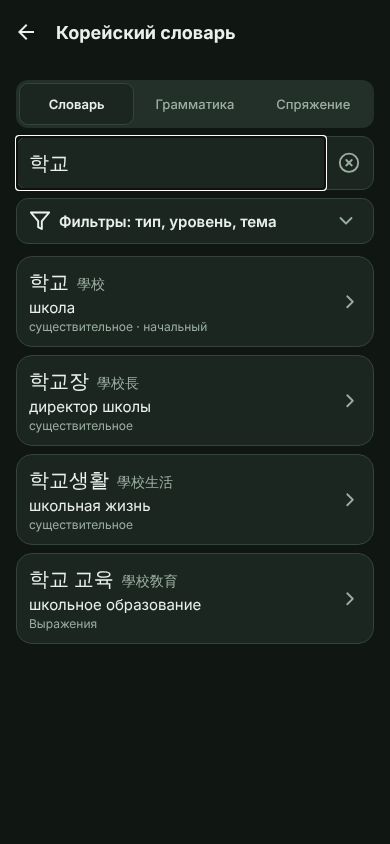 Корейский словарь
Словарь
Грамматика
Спряжение
학교
Фильтры: тип, уровень, тема
학교 學校
школа
существительное · начальный
학교장 學校長
директор школы
существительное
학교생활 學校生活
школьная жизнь
существительное
학교 교육 學校敎育
школьное образование
Выражения